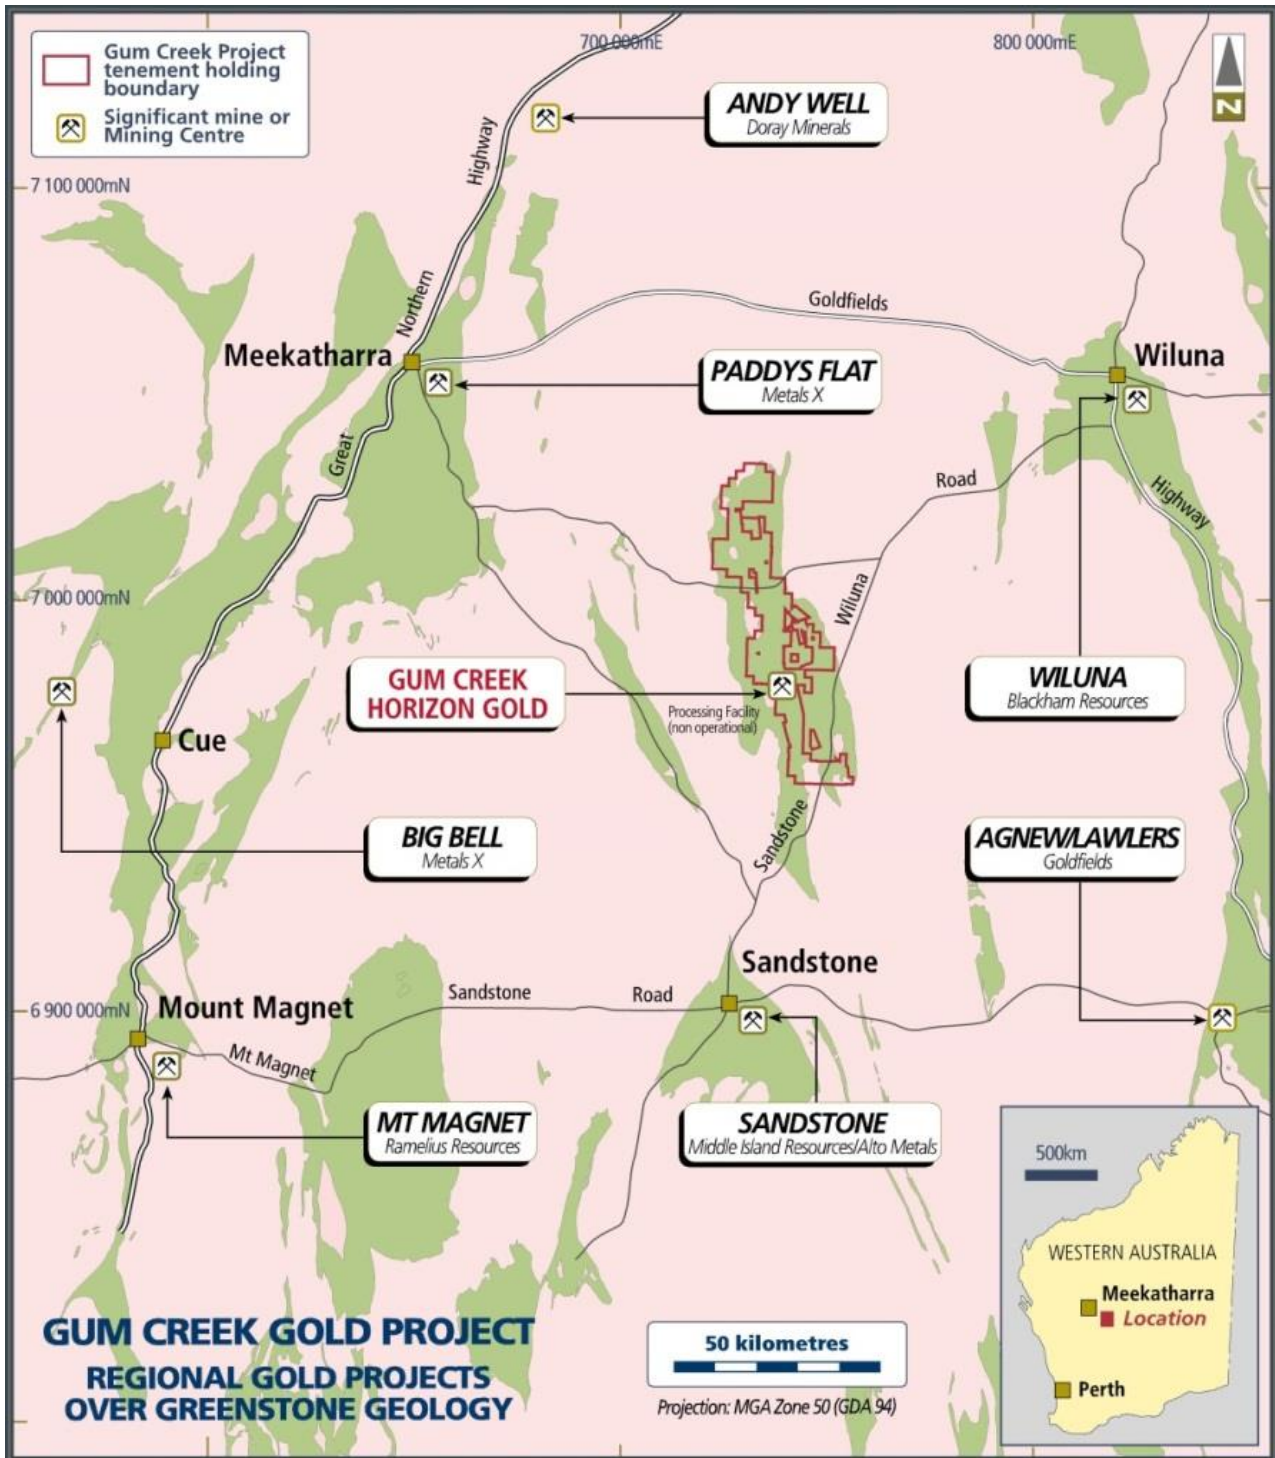 700 000mE
800 000mE
Gum Creek Project
tenement holding
boundary
Significant mine or
Mining Centre
N
ANDY WELL
Doray Minerals
Highway
7 100 000mN
Northern
Goldfields
Meekatharra
Wiluna
PADDYS FLAT
Metals X
Great
Road
Highway
7 000 000mN
Wiluna
GUM CREEK
HORIZON GOLD
Processing Facility
(non operational)
WILUNA
Blackham Resources
Cue
BIG BELL
Metals X
Sandstone
AGNEW/LAWLERS
Goldfields
Sandstone
6 900 000mN
Mount Magnet
Sandstone
Road
Mt Magnet
MT MAGNET
Ramelius Resources
SANDSTONE
Middle Island Resources/Alto Metals
500km
WESTERN AUSTRALIA
Meekatharra
Location
Perth
GUM CREEK GOLD PROJECT
REGIONAL GOLD PROJECTS
OVER GREENSTONE GEOLOGY
50 kilometres
Projection: MGA Zone 50 (GDA 94)